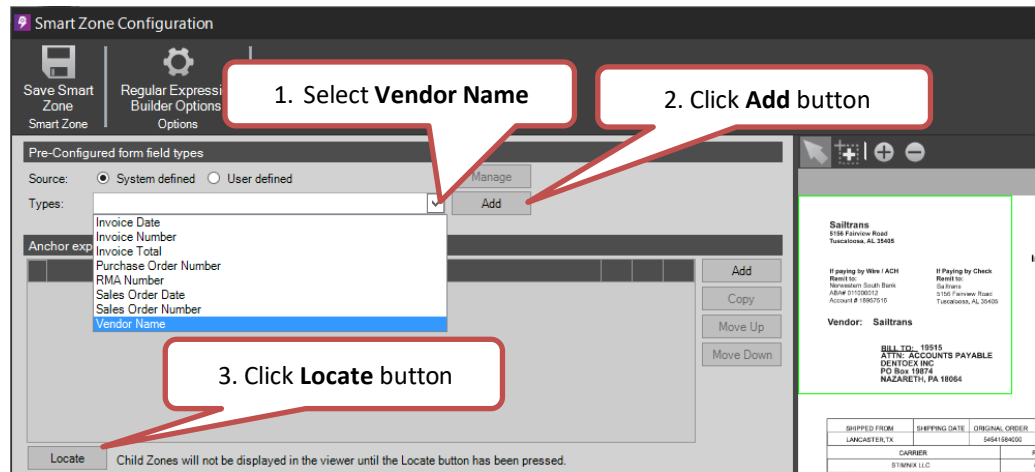 Smart Zone Configuration
Save Smart
Zone
Smart Zone
Regular Expressi
Builder Options
Options
1. Select Vendor Name
2. Click Add button
Pre-Configured form field types
Source: System defined User defined Manage
Types: Add
Invoice Date
Invoice Number
Invoice Total
Purchase Order Number
RMA Number
Sales Order Date
Sales Order Number
Vendor Name
Anchor exp
Add
Copy
Move Up
Move Down
3. Click Locate button
Locate Child Zones will not be displayed in the viewer until the Locate button has been pressed.
Sailtrans
5156 Fairview Road
Tuscaloosa, AL 35405
If paying by Wire / ACH
Remit to:
Norwestern South Bank
ABA# 011000012
Account # 18957516
If Paying by Check
Remit to:
Sailtrans
5156 Fairview Road
Tuscaloosa, AL 35405
Vendor: Sailtrans
BILL TO: 19515
ATTN: ACCOUNTS PAYABLE
DENTOEX INC
PO Box 19874
NAZARETH, PA 18064
SHIPPED FROM SHIPPING DATE ORIGINAL ORDER
LANCASTER,TX 54541584000
CARRIER
STIMNIX LLC